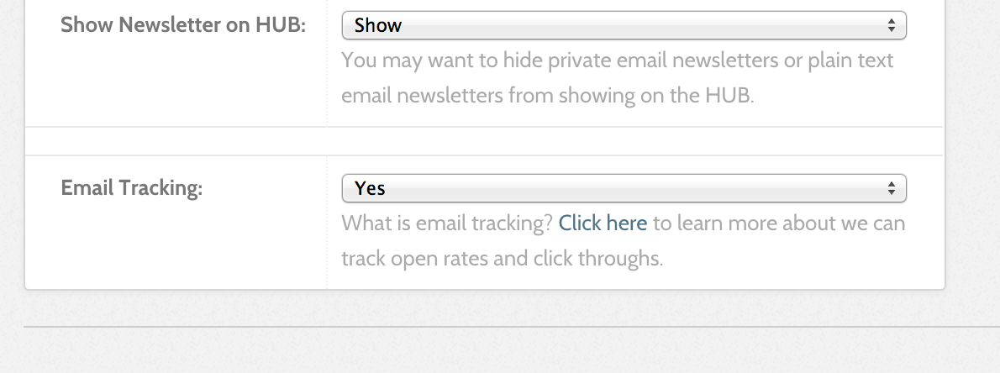 Show Newsletter on HUB:
Show
You may want to hide private email newsletters or plain text
email newsletters from showing on the HUB.
Email Tracking:
Yes
What is email tracking? Click here to learn more about we can
track open rates and click throughs.